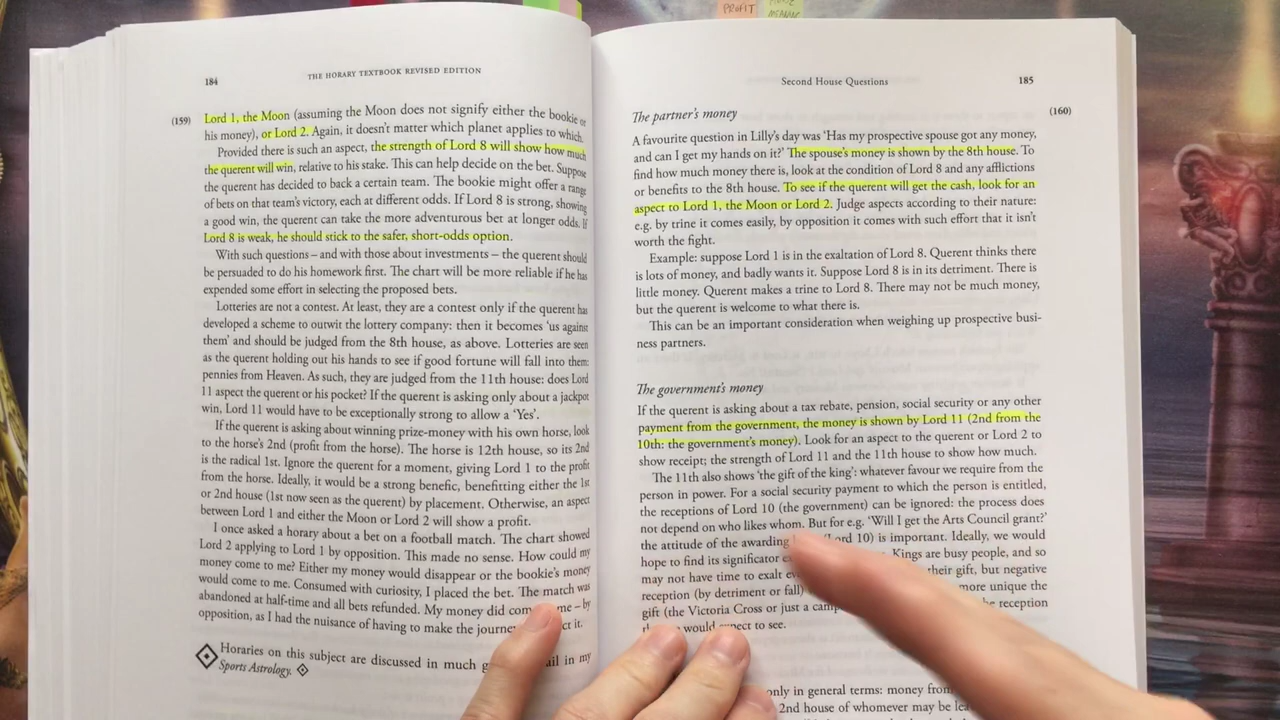 PROFIT
184
THE HORARY TEXTBOOK REVISED EDITION
(159)
Lord 1, the Moon (assuming the Moon does not signify either the bookie or
his money), or Lord 2. Again, it doesn't matter which planet applies to which.
Provided there is such an aspect, the strength of Lord 8 will show how much
the querent will win, relative to his stake. This can help decide on the bet. Suppose
the querent has decided to back a certain team. The bookie might offer a range
of bets on that team's victory, each at different odds. If Lord 8 is strong, showing
a good win, the querent can take the more adventurous bet at longer odds. If
Lord 8 is weak, he should stick to the safer, short-odds option.
With such questions – and with those about investments – the querent should
be persuaded to do his homework first. The chart will be more reliable if he has
expended some effort in selecting the proposed bets.
Lotteries are not a contest. At least, they are a contest only if the querent has
developed a scheme to outwit the lottery company: then it becomes 'us against
them' and should be judged from the 8th house, as above. Lotteries are seen
as the querent holding out his hands to see if good fortune will fall into them:
pennies from Heaven. As such, they are judged from the 11th house: does Lord
11 aspect the querent or his pocket? If the querent is asking only about a jackpot
win, Lord 11 would have to be exceptionally strong to allow a 'Yes'.
If the querent is asking about winning prize-money with his own horse, look
to the horse's 2nd (profit from the horse). The horse is 12th house, so its 2nd
is the radical 1st. Ignore the querent for a moment, giving Lord 1 to the profit
from the horse. Ideally, it would be a strong benefic, benefitting either the 1st
or 2nd house (1st now seen as the querent) by placement. Otherwise, an aspect
between Lord 1 and either the Moon or Lord 2 will show a profit.
I once asked a horary about a bet on a football match. The chart showed
Lord 2 applying to Lord 1 by opposition. This made no sense. How could my
money come to me? Either my money would disappear or the bookie's money
would come to me. Consumed with curiosity, I placed the bet. The match was
abandoned at half-time and all bets refunded. My money did com me – by
opposition, as I had the nuisance of having to make the journe ct it.
Horaries on this subject are discussed in much g ail in my
Sports Astrology.
Second House Questions
185
(160)
The partner's money
A favourite question in Lilly's day was 'Has my prospective spouse got any money,
and can I get my hands on it?' The spouse's money is shown by the 8th house. To
find how much money there is, look at the condition of Lord 8 and any afflictions
or benefits to the 8th house. To see if the querent will get the cash, look for an
aspect to Lord 1, the Moon or Lord 2. Judge aspects according to their nature:
e.g. by trine it comes easily, by opposition it comes with such effort that it isn't
worth the fight.
Example: suppose Lord 1 is in the exaltation of Lord 8. Querent thinks there
is lots of money, and badly wants it. Suppose Lord 8 is in its detriment. There is
little money. Querent makes a trine to Lord 8. There may not be much money,
but the querent is welcome to what there is.
This can be an important consideration when weighing up prospective busi-
ness partners.
The government's money
If the querent is asking about a tax rebate, pension, social security or any other
payment from the government, the money is shown by Lord 11 (2nd from the
10th: the government's money). Look for an aspect to the querent or Lord 2 to
show receipt; the strength of Lord 11 and the 11th house to show how much.
The 11th also shows 'the gift of the king': whatever favour we require from the
person in power. For a social security payment to which the person is entitled,
the receptions of Lord 10 (the government) can be ignored: the process does
not depend on who likes whom. But for e.g. 'Will I get the Arts Council grant?'
the attitude of the awarding Lord 10) is important. Ideally, we would
hope to find its significator Kings are busy people, and so
may not have time to exalt their gift, but negative
reception (by detriment or fall) more unique the
gift (the Victoria Cross or just a reception
would expect to see.
only in general terms: money from
2nd house of whomever may be